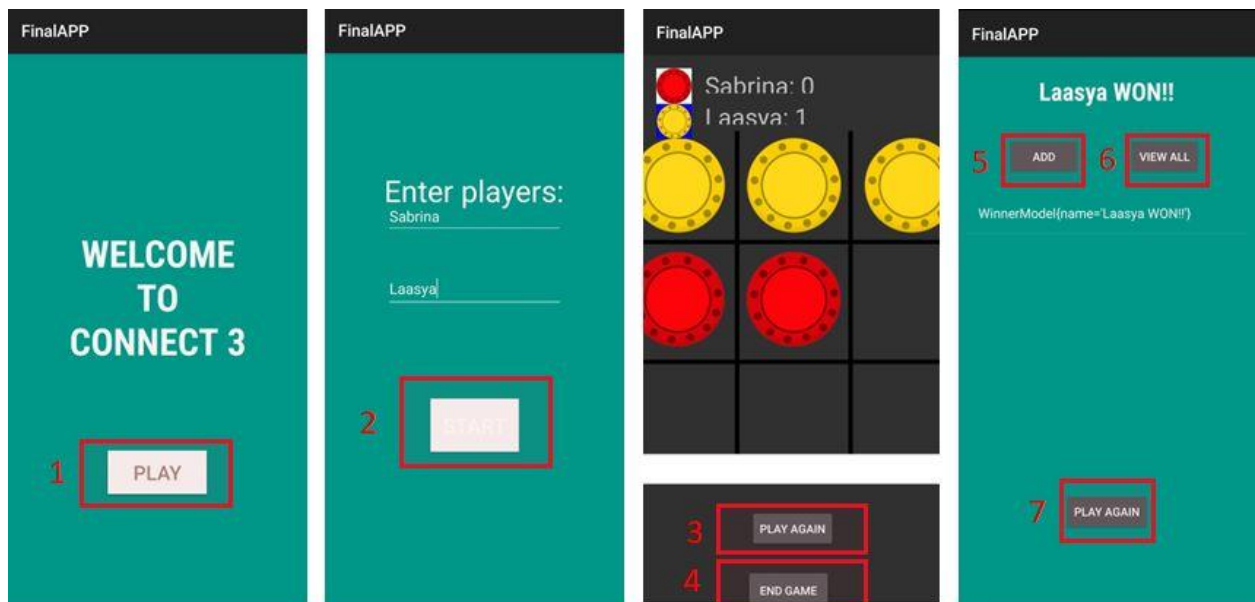 FinalAPP
WELCOME
TO
CONNECT 3
1
PLAY
FinalAPP
Enter players:
Sabrina
Laasya
2
START
FinalAPP
Sabrina: 0
Laasya: 1
3
PLAY AGAIN
4
END GAME
FinalAPP
Laasya WON!!
5
ADD
6
VIEW ALL
WinnerModel{name='Laasya WON!!'}
7
PLAY AGAIN